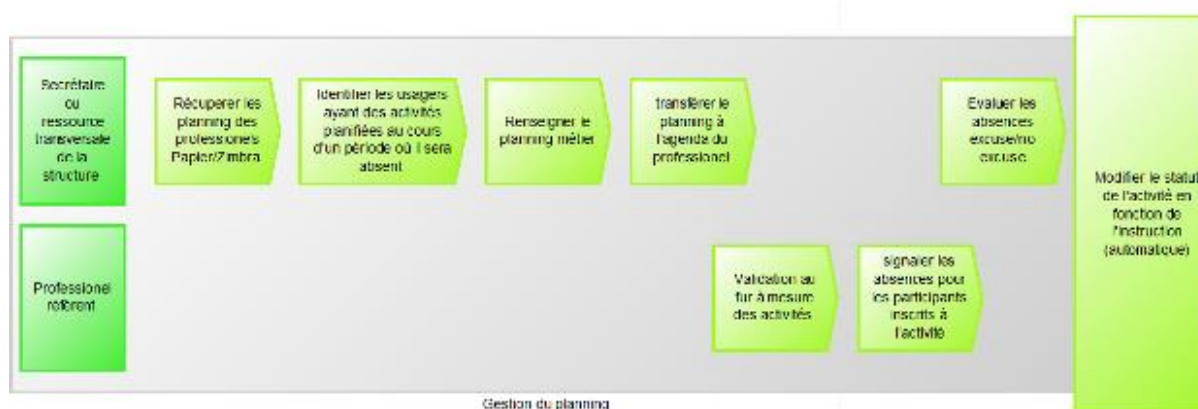 Secrétaire
ou
ressource
transversale
de la
structure
Récuperer les
planning des
professionels
Papier/Zimbra
Identifier les usagers
ayant des activités
planifiées au cours
d'un période où il sera
absent
Renseigner le
planning métier
transférer le
planning à
l'agenda du
professionel
Evaluer les
absences
excuse/no
excuse
Modifier le statut
de l'activité en
fonction de
l'instruction
(automatique)
Professionel
référent
Validation au
fur à mesure
des activités
signaler les
absences pour
les participants
inscrits à
l'activité
Gestion du planning